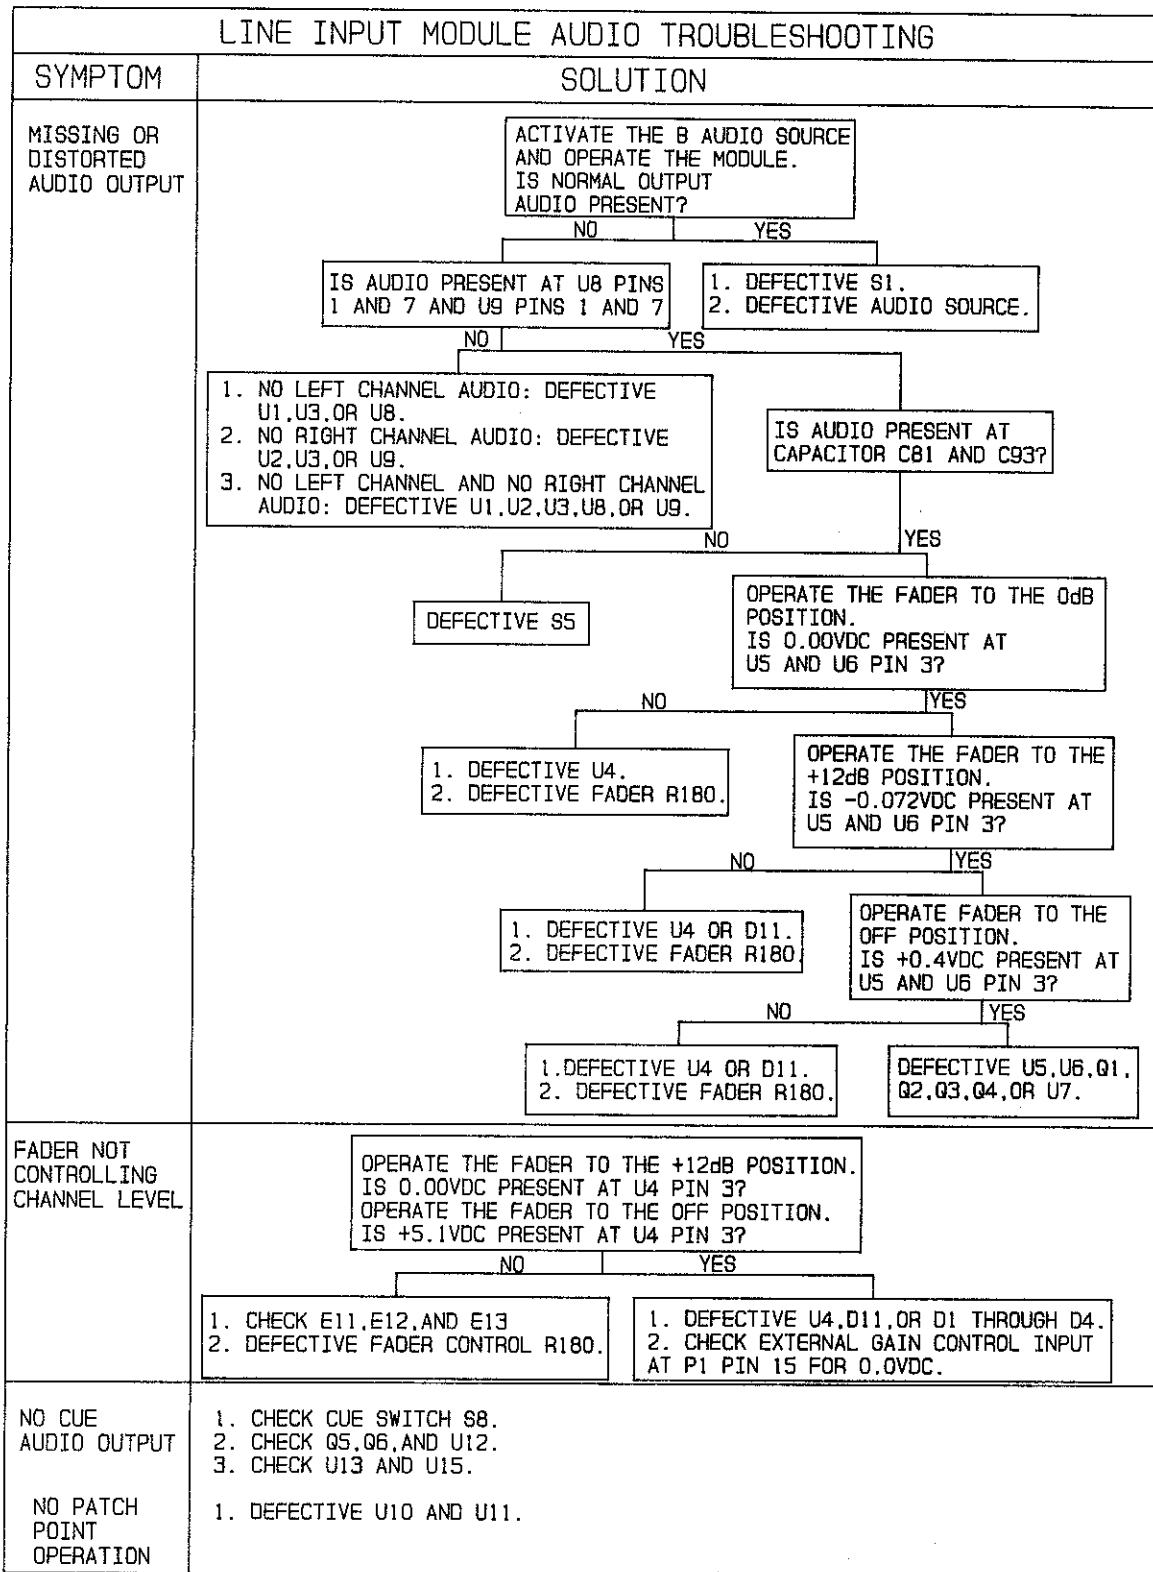 LINE INPUT MODULE AUDIO TROUBLESHOOTING
SYMPTOM
SOLUTION
MISSING OR
DISTORTED
AUDIO OUTPUT
ACTIVATE THE B AUDIO SOURCE
AND OPERATE THE MODULE.
IS NORMAL OUTPUT
AUDIO PRESENT?
NO
YES
IS AUDIO PRESENT AT U8 PINS
1 AND 7 AND U9 PINS 1 AND 7
1. DEFECTIVE S1.
2. DEFECTIVE AUDIO SOURCE.
NO
YES
1. NO LEFT CHANNEL AUDIO: DEFECTIVE
U1,U3,OR U8.
2. NO RIGHT CHANNEL AUDIO: DEFECTIVE
U2,U3,OR U9.
3. NO LEFT CHANNEL AND NO RIGHT CHANNEL
AUDIO: DEFECTIVE U1,U2,U3,U8,OR U9.
IS AUDIO PRESENT AT
CAPACITOR C81 AND C93?
NO
YES
DEFECTIVE S5
OPERATE THE FADER TO THE 0dB
POSITION.
IS 0.00VDC PRESENT AT
U5 AND U6 PIN 3?
NO
YES
1. DEFECTIVE U4.
2. DEFECTIVE FADER R180.
OPERATE THE FADER TO THE
+12dB POSITION.
IS -0.072VDC PRESENT AT
U5 AND U6 PIN 3?
NO
YES
1. DEFECTIVE U4 OR D11.
2. DEFECTIVE FADER R180.
OPERATE FADER TO THE
OFF POSITION.
IS +0.4VDC PRESENT AT
U5 AND U6 PIN 3?
NO
YES
1.DEFECTIVE U4 OR D11.
2. DEFECTIVE FADER R180.
DEFECTIVE U5,U6,Q1,
Q2,Q3,Q4,OR U7.
FADER NOT
CONTROLLING
CHANNEL LEVEL
OPERATE THE FADER TO THE +12dB POSITION.
IS 0.00VDC PRESENT AT U4 PIN 3?
OPERATE THE FADER TO THE OFF POSITION.
IS +5.1VDC PRESENT AT U4 PIN 3?
NO
YES
1. CHECK E11,E12,AND E13
2. DEFECTIVE FADER CONTROL R180.
1. DEFECTIVE U4,D11,OR D1 THROUGH D4.
2. CHECK EXTERNAL GAIN CONTROL INPUT
AT P1 PIN 15 FOR 0.0VDC.
NO CUE
AUDIO OUTPUT
1. CHECK CUE SWITCH S8.
2. CHECK Q5,Q6,AND U12.
3. CHECK U13 AND U15.
NO PATCH
POINT
OPERATION
1. DEFECTIVE U10 AND U11.